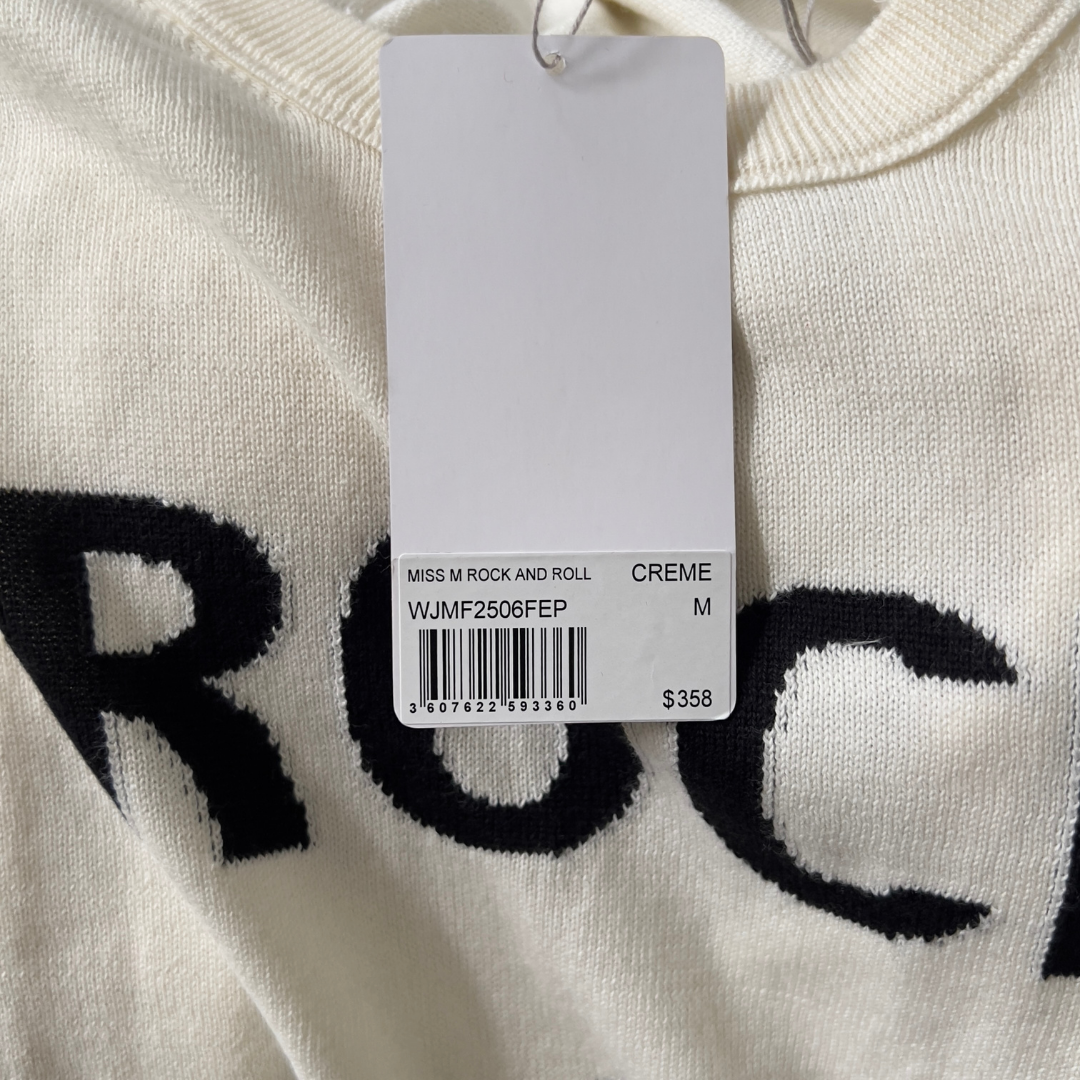 MISS M ROCK AND ROLL CREME
WJMF2506FEP M
3 607622 593360 $358
ROC